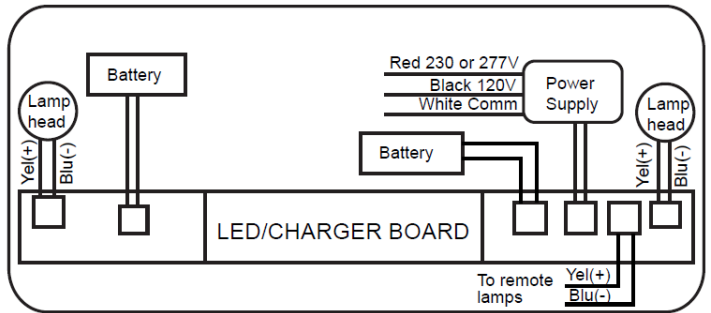 Lamp
head
Yel(+)
Blu(-)
Battery
Red 230 or 277V
Black 120V
White Comm
Power
Supply
Battery
Lamp
head
Yel(+)
Blu(-)
LED/CHARGER BOARD
To remote
lamps
Yel(+)
Blu(-)